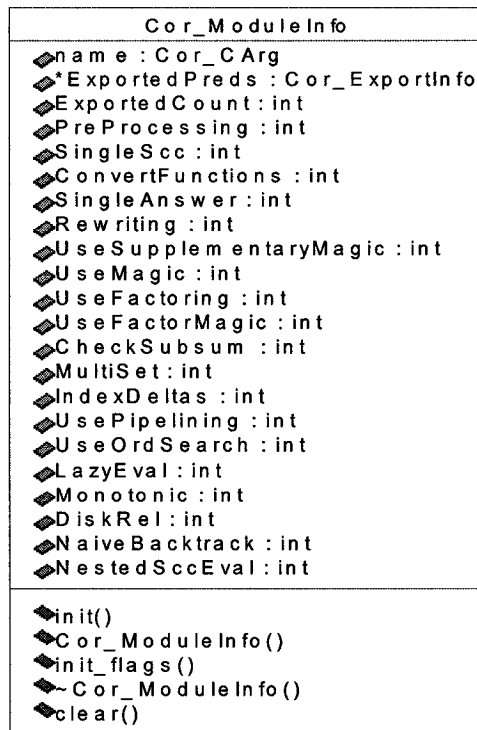 Cor_ModuleInfo
name : Cor_CArg
*ExportedPreds : Cor_ExportInfo
ExportedCount : int
PreProcessing : int
SingleScc : int
ConvertFunctions : int
SingleAnswer : int
Rewriting : int
UseSupplementaryMagic : int
UseMagic : int
UseFactoring : int
UseFactorMagic : int
CheckSubsum : int
MultiSet : int
IndexDeltas : int
UsePipelining : int
UseOrdSearch : int
LazyEval : int
Monotonic : int
DiskRel : int
NaiveBacktrack : int
NestedSccEval : int
init()
Cor_ModuleInfo()
init_flags()
~Cor_ModuleInfo()
clear()